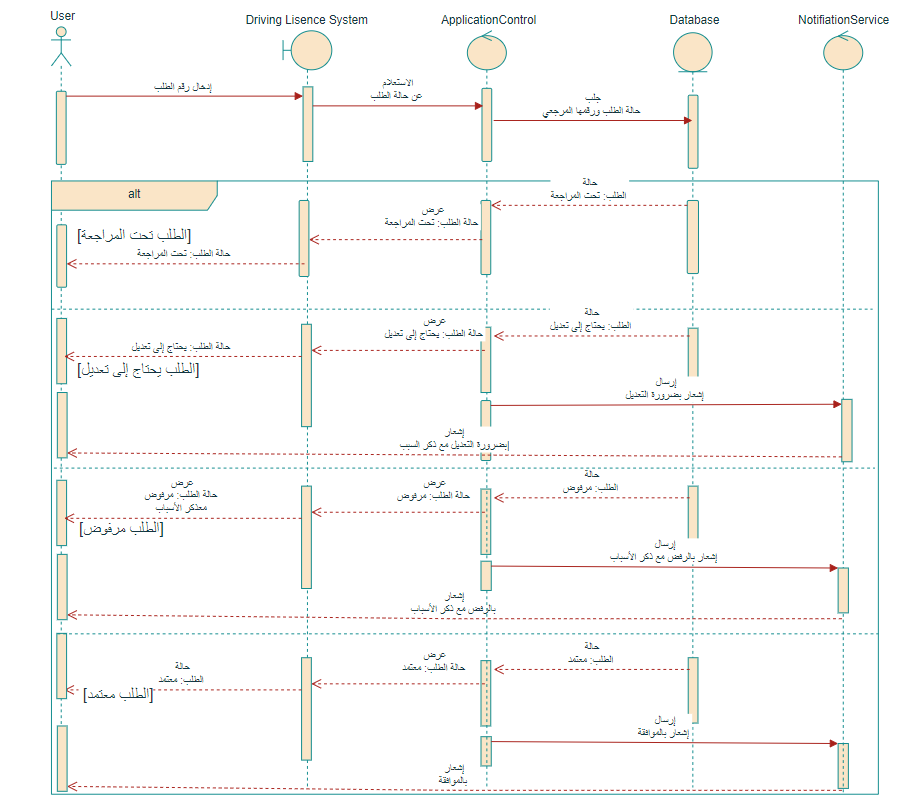 User
Driving Lisence System
ApplicationControl
Database
NotifiationService
إدخال رقم الطلب
الاستعلام
عن حالة الطلب
جلب
حالة الطلب ورقمها المرجعي
alt
حالة
الطلب: تحت المراجعة
عرض
حالة الطلب: تحت المراجعة
[الطلب تحت المراجعة]
حالة الطلب: تحت المراجعة
حالة
الطلب: يحتاج إلى تعديل
عرض
حالة الطلب: يحتاج إلى تعديل
حالة الطلب: يحتاج إلى تعديل
[الطلب يحتاج إلى تعديل]
إرسال
إشعار بضرورة التعديل
إشعار
إبضرورة التعديل مع ذكر السبب
حالة
الطلب: مرفوض
عرض
حالة الطلب: مرفوض
عرض
حالة الطلب: مرفوض
معذكر الأسباب
[الطلب مرفوض]
إرسال
إشعار بالرفض مع ذكر الأسباب
إشعار
بالرفض مع ذكر الأسباب
حالة
الطلب: معتمد
عرض
حالة الطلب: معتمد
حالة
الطلب: معتمد
[الطلب معتمد]
إرسال
إشعار بالموافقة
إشعار
بالموافقة